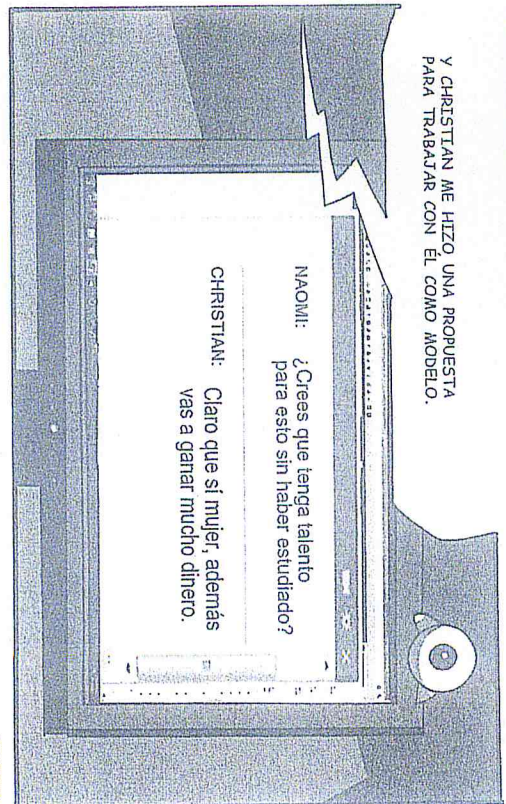 Y CHRISTIAN ME HIZO UNA PROPUESTA
PARA TRABAJAR CON ÉL COMO MODELO.
NAOMI: ¿Crees que tenga talento
para esto sin haber estudiado?
CHRISTIAN: Claro que sí mujer, además
vas a ganar mucho dinero.